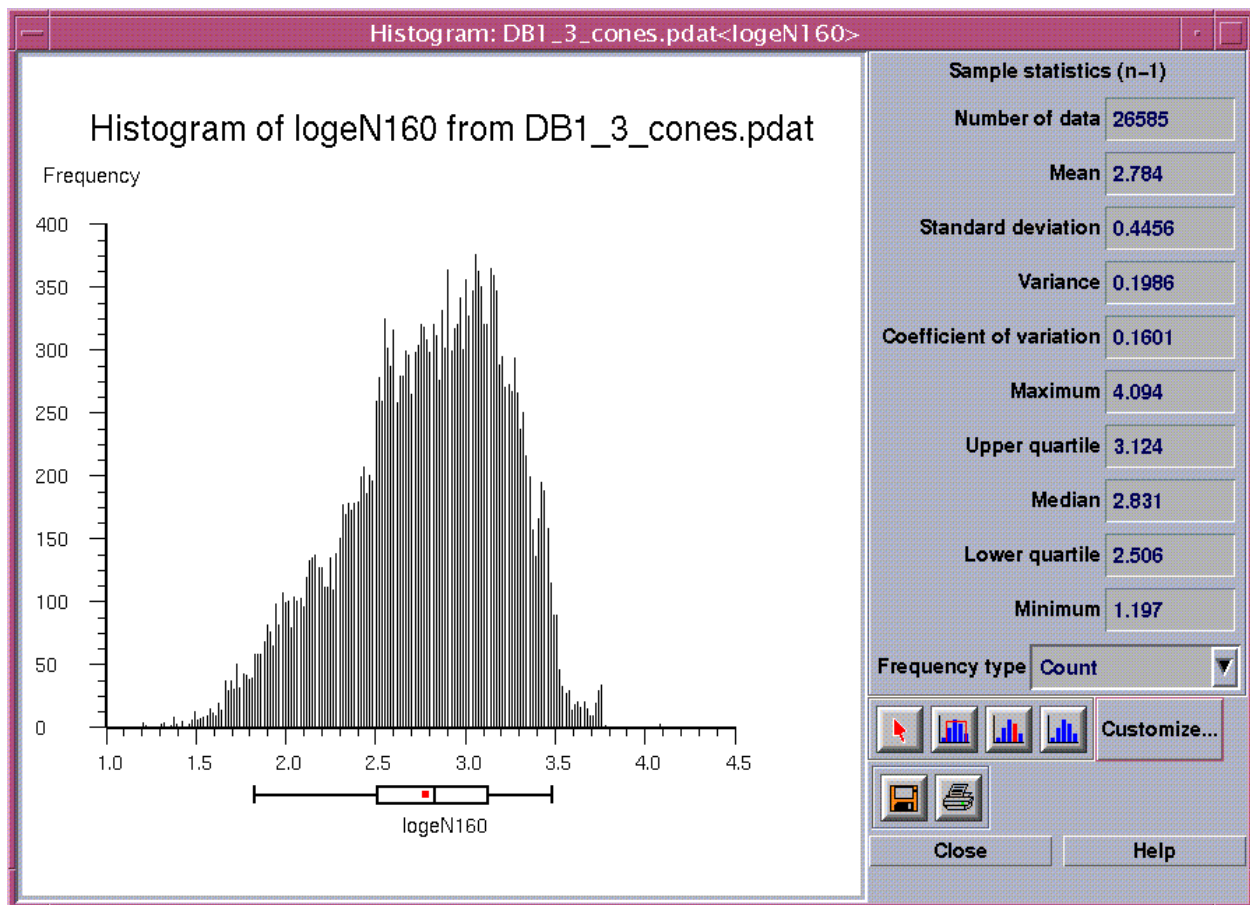 Histogram: DB1_3_cones.pdat<logeN160>
Histogram of logeN160 from DB1_3_cones.pdat
Frequency
400
350
300
250
200
150
100
50
0
1.0 1.5 2.0 2.5 3.0 3.5 4.0 4.5
logeN160
Sample statistics (n-1)
Number of data 26585
Mean 2.784
Standard deviation 0.4456
Variance 0.1986
Coefficient of variation 0.1601
Maximum 4.094
Upper quartile 3.124
Median 2.831
Lower quartile 2.506
Minimum 1.197
Frequency type Count
Customize...
Close Help